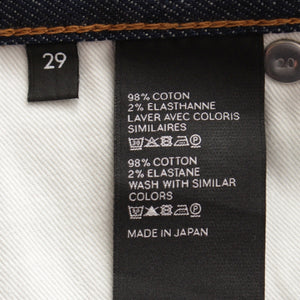 29
98% COTTON
2% ELASTHANNE
LAVER AVEC COLORIS
SIMILAIRES
98% COTTON
2% ELASTANE
WASH WITH SIMILAR
COLORS
MADE IN JAPAN